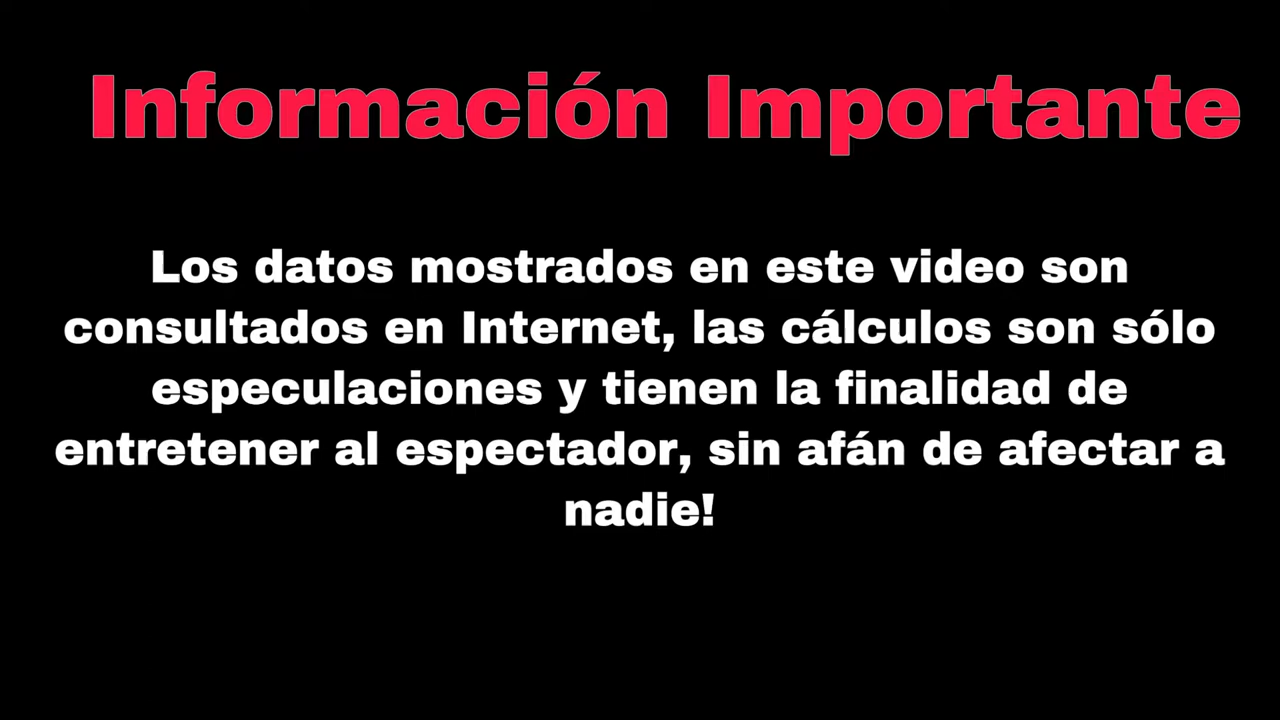 Información Importante
Los datos mostrados en este video son
consultados en Internet, las cálculos son sólo
especulaciones y tienen la finalidad de
entretener al espectador, sin afán de afectar a
nadie!